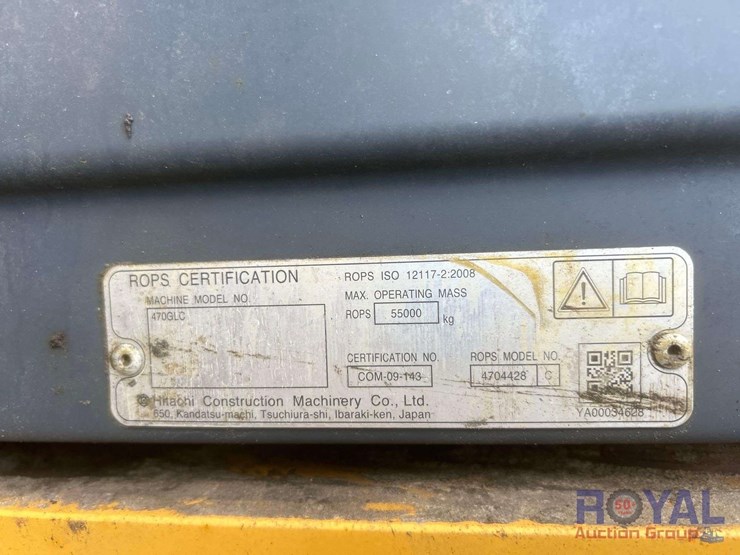 ROPS CERTIFICATION
MACHINE MODEL NO.
470GLC
ROPS ISO 12117-2:2008
MAX. OPERATING MASS
ROPS 55000 kg
CERTIFICATION NO.
COM-09-143
ROPS MODEL NO.
4704428 C
Hitachi Construction Machinery Co., Ltd.
650, Kandatsu-machi, Tsuchiura-shi, Ibaraki-ken, Japan
YA00034628
ROYAL
50
Auction Group